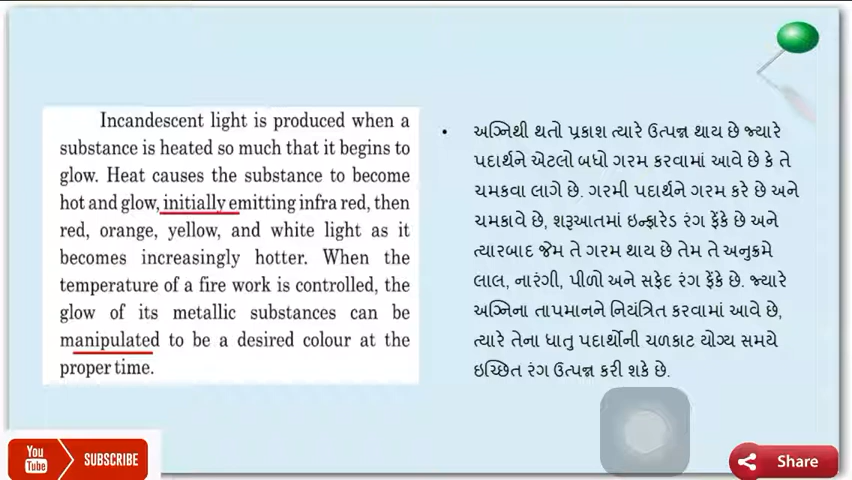 Incandescent light is produced when a
substance is heated so much that it begins to
glow. Heat causes the substance to become
hot and glow, initially emitting infra red, then
red, orange, yellow, and white light as it
becomes increasingly hotter. When the
temperature of a fire work is controlled, the
glow of its metallic substances can be
manipulated to be a desired colour at the
proper time.
• અગ્નિથી થતો પ્રકાશ ત્યારે ઉત્પન્ન થાય છે જ્યારે
પદાર્થને એટલો બધો ગરમ કરવામાં આવે છે કે તે
ચમકવા લાગે છે. ગરમી પદાર્થને ગરમ કરે છે અને
ચમકાવે છે, શરૂઆતમાં ઇન્ફ્રારેડ રંગ ફેંકે છે અને
ત્યારબાદ જેમ તે ગરમ થાય છે તેમ તે અનુક્રમે
લાલ, નારંગી, પીળો અને સફેદ રંગ ફેંકે છે. જ્યારે
અગ્નિના તાપમાનને નિયંત્રિત કરવામાં આવે છે,
ત્યારે તેના ધાતુ પદાર્થોની ચળકાટ યોગ્ય સમયે
ઇચ્છિત રંગ ઉત્પન્ન કરી શકે છે.
You
Tube
SUBSCRIBE
Share